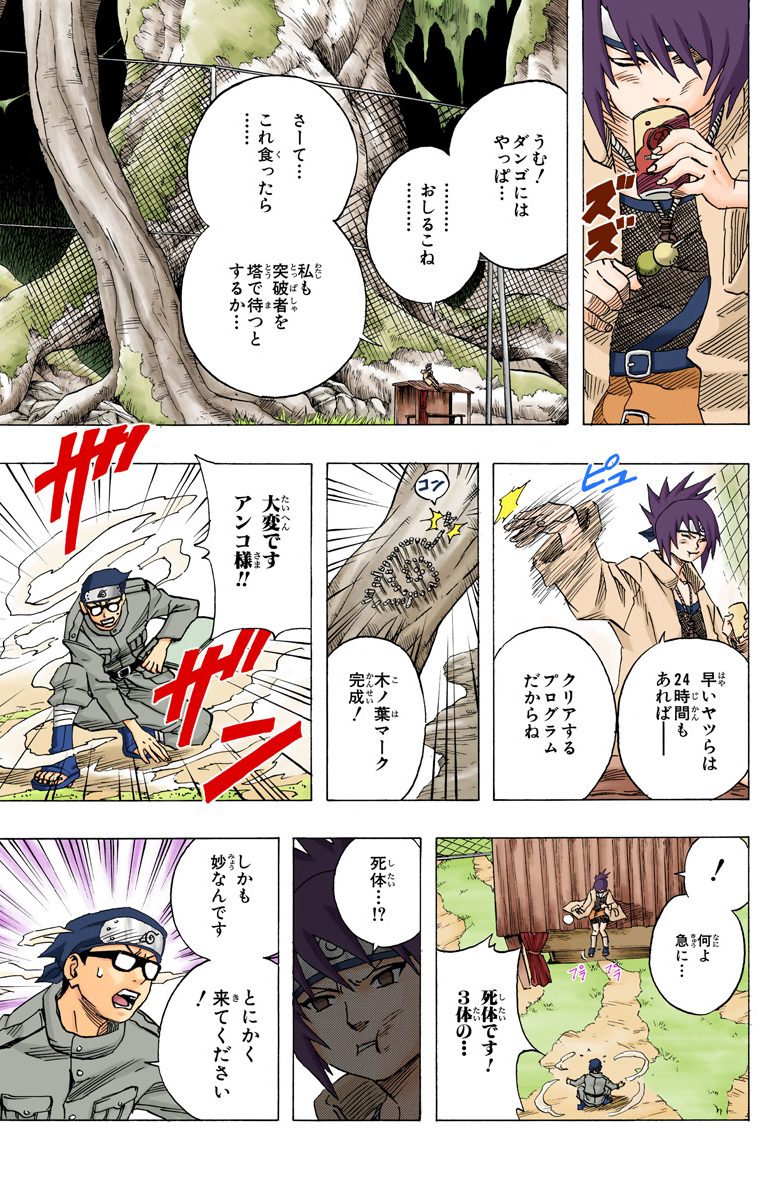 ズズ
うむ！
ダンゴには
やっぱ…
………
おしるこね
………
さーて…
これ食ったら
……
私も
突破者を
塔で待つと
するか…
ピュ
早いヤツらは
24時間も
あれば──
クリアする
プログラム
だからね
コン
木ノ葉マーク
完成！
ザッ
大変です
アンコ様!!
ザンッ
！
何よ
急に…
プラ
プラ
死体です！
３体の…
死体…!?
しかも
妙なんです
とにかく
来てください
！